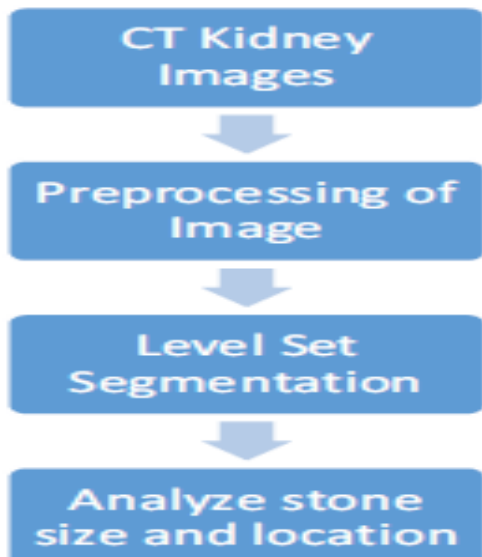 CT Kidney
Images
Preprocessing of
Image
Level Set
Segmentation
Analyze stone
size and location